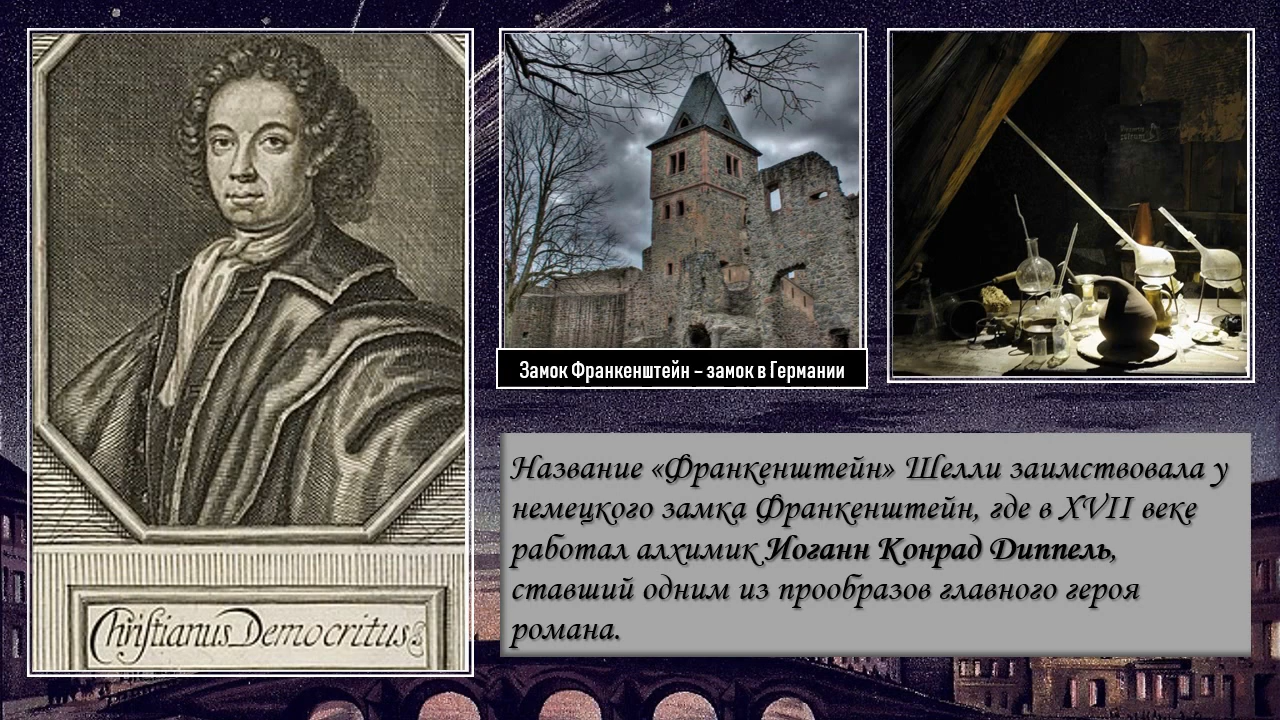 Christianus Democritus
Замок Франкенштейн – замок в Германии
Название «Франкенштейн» Шелли заимствовала у
немецкого замка Франкенштейн, где в XVII веке
работал алхимик Иоганн Конрад Диппель,
ставший одним из прообразов главного героя
романа.